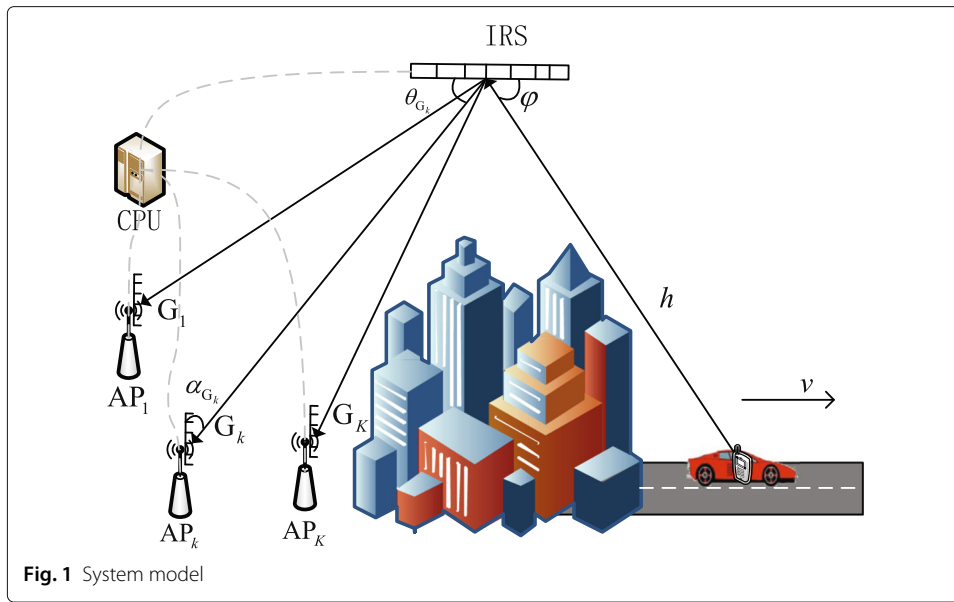 IRS
θ_{G_k}
φ
CPU
G_1
h
v
AP_1
α_{G_k}
G_k
G_K
AP_k
AP_K
Fig. 1 System model